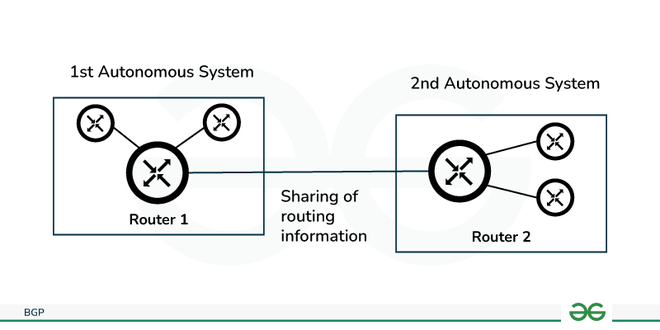 1st Autonomous System
2nd Autonomous System
Router 1
Sharing of
routing
information
Router 2
BGP